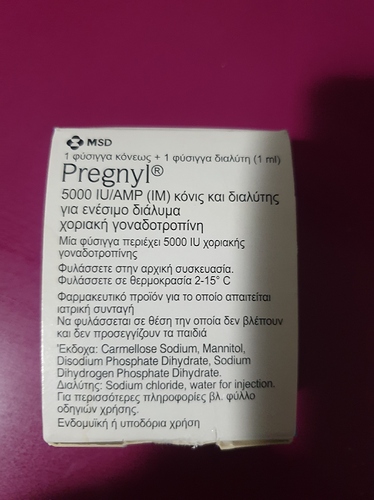 MSD
1 φύσιγγα κόνεως + 1 φύσιγγα διαλύτη (1 ml)
Pregnyl®
5000 IU/AMP (IM) κόνις και διαλύτης
για ενέσιμο διάλυμα
χοριακή γοναδοτροπίνη
Μία φύσιγγα περιέχει 5000 IU χοριακής
γοναδοτροπίνης
Φυλάσσετε στην αρχική συσκευασία.
Φυλάσσετε σε θερμοκρασία 2-15° C
Φαρμακευτικό προϊόν για το οποίο απαιτείται
ιατρική συνταγή
Να φυλάσσεται σε θέση την οποία δεν βλέπουν
και δεν προσεγγίζουν τα παιδιά
Έκδοχα: Carmellose Sodium, Mannitol,
Disodium Phosphate Dihydrate, Sodium
Dihydrogen Phosphate Dihydrate.
Διαλύτης: Sodium chloride, water for injection.
Για περισσότερες πληροφορίες βλ. φύλλο
οδηγιών χρήσης.
Ενδομυϊκή ή υποδόρια χρήση